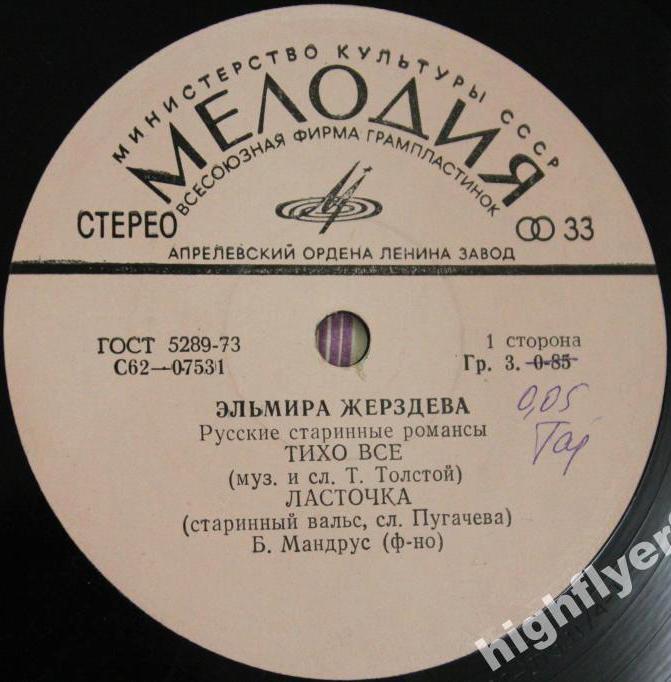 МИНИСТЕРСТВО КУЛЬТУРЫ СССР
МЕЛОДИЯ
ВСЕСОЮЗНАЯ ФИРМА ГРАМПЛАСТИНОК
СТЕРЕО
33
АПРЕЛЕВСКИЙ ОРДЕНА ЛЕНИНА ЗАВОД
ГОСТ 5289-73
1 сторона
С62—07531
Гр. 3. 0-85
0,05
ЭЛЬМИРА ЖЕРЗДЕВА
Русские старинные романсы
ТИХО ВСЕ
(муз. и сл. Т. Толстой)
ЛАСТОЧКА
(старинный вальс, сл. Пугачева)
Б. Мандрус (ф-но)
highflyer